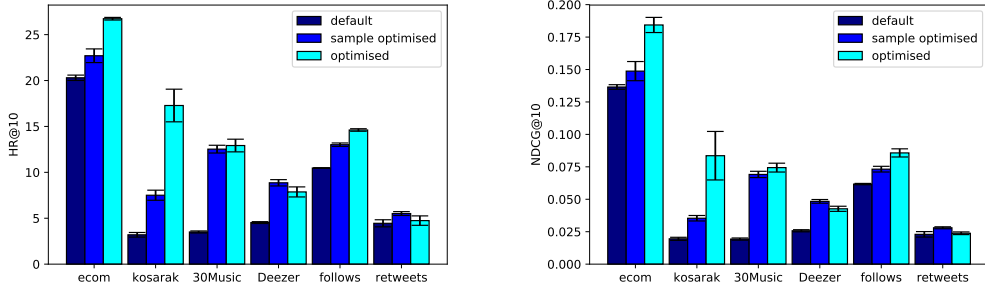 HR@10
25
20
15
10
5
0
default
sample optimised
optimised
ecom kosarak 30Music Deezer follows retweets
NDCG@10
0.200
0.175
0.150
0.125
0.100
0.075
0.050
0.025
0.000
default
sample optimised
optimised
ecom kosarak 30Music Deezer follows retweets